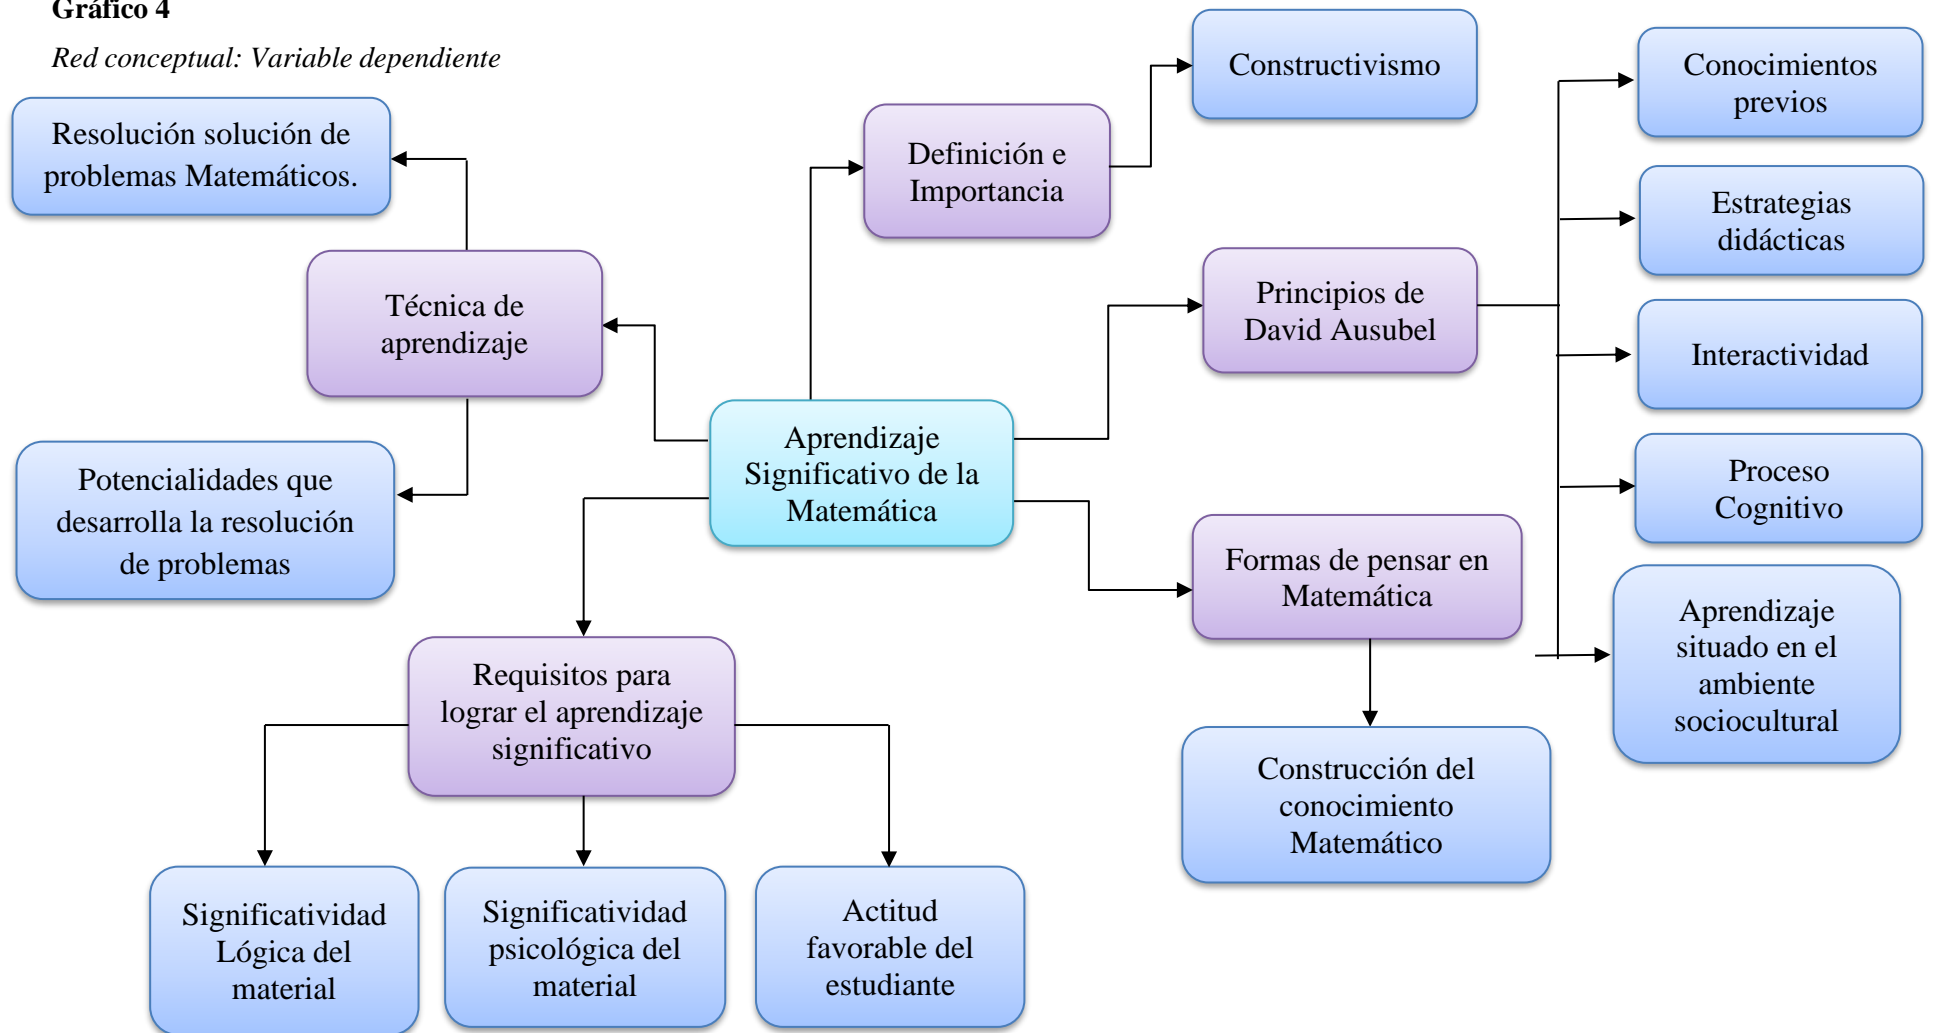 Gráfico 4
Red conceptual: Variable dependiente
Resolución solución de
problemas Matemáticos.
Técnica de
aprendizaje
Potencialidades que
desarrolla la resolución
de problemas
Definición e
Importancia
Constructivismo
Principios de
David Ausubel
Conocimientos
previos
Estrategias
didácticas
Interactividad
Proceso
Cognitivo
Aprendizaje
situado en el
ambiente
sociocultural
Aprendizaje
Significativo de la
Matemática
Formas de pensar en
Matemática
Construcción del
conocimiento
Matemático
Requisitos para
lograr el aprendizaje
significativo
Significatividad
Lógica del
material
Significatividad
psicológica del
material
Actitud
favorable del
estudiante